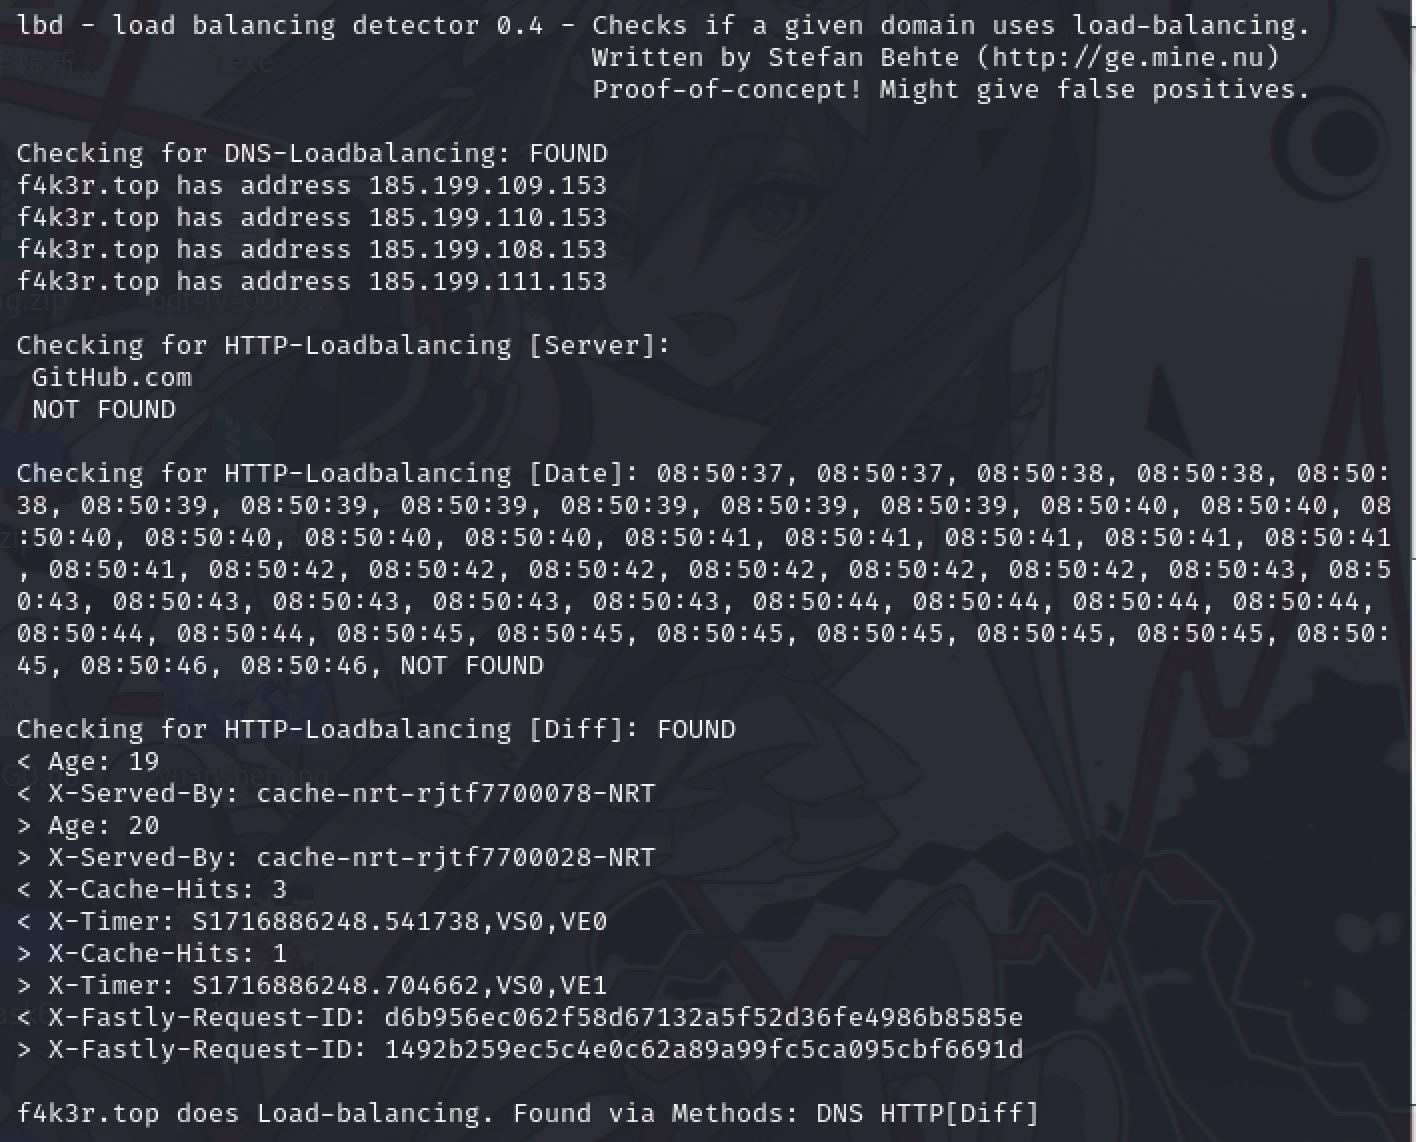 lbd - load balancing detector 0.4 - Checks if a given domain uses load-balancing.
Written by Stefan Behte (http://ge.mine.nu)
Proof-of-concept! Might give false positives.
Checking for DNS-Loadbalancing: FOUND
f4k3r.top has address 185.199.109.153
f4k3r.top has address 185.199.110.153
f4k3r.top has address 185.199.108.153
f4k3r.top has address 185.199.111.153
Checking for HTTP-Loadbalancing [Server]:
GitHub.com
NOT FOUND
Checking for HTTP-Loadbalancing [Date]: 08:50:37, 08:50:37, 08:50:38, 08:50:38, 08:50:
38, 08:50:39, 08:50:39, 08:50:39, 08:50:39, 08:50:39, 08:50:40, 08:50:40, 08
:50:40, 08:50:40, 08:50:40, 08:50:40, 08:50:41, 08:50:41, 08:50:41, 08:50:41, 08:50:41
, 08:50:41, 08:50:42, 08:50:42, 08:50:42, 08:50:42, 08:50:42, 08:50:42, 08:50:43, 08:5
0:43, 08:50:43, 08:50:43, 08:50:43, 08:50:43, 08:50:44, 08:50:44, 08:50:44, 08:50:44,
08:50:44, 08:50:44, 08:50:45, 08:50:45, 08:50:45, 08:50:45, 08:50:45, 08:50:45, 08:50:
45, 08:50:46, 08:50:46, NOT FOUND
Checking for HTTP-Loadbalancing [Diff]: FOUND
< Age: 19
< X-Served-By: cache-nrt-rjtf7700078-NRT
> Age: 20
> X-Served-By: cache-nrt-rjtf7700028-NRT
< X-Cache-Hits: 3
< X-Timer: S1716886248.541738,VS0,VE0
> X-Cache-Hits: 1
> X-Timer: S1716886248.704662,VS0,VE1
< X-Fastly-Request-ID: d6b956ec062f58d67132a5f52d36fe4986b8585e
> X-Fastly-Request-ID: 1492b259ec5c4e0c62a89a99fc5ca095cbf6691d
f4k3r.top does Load-balancing. Found via Methods: DNS HTTP[Diff]